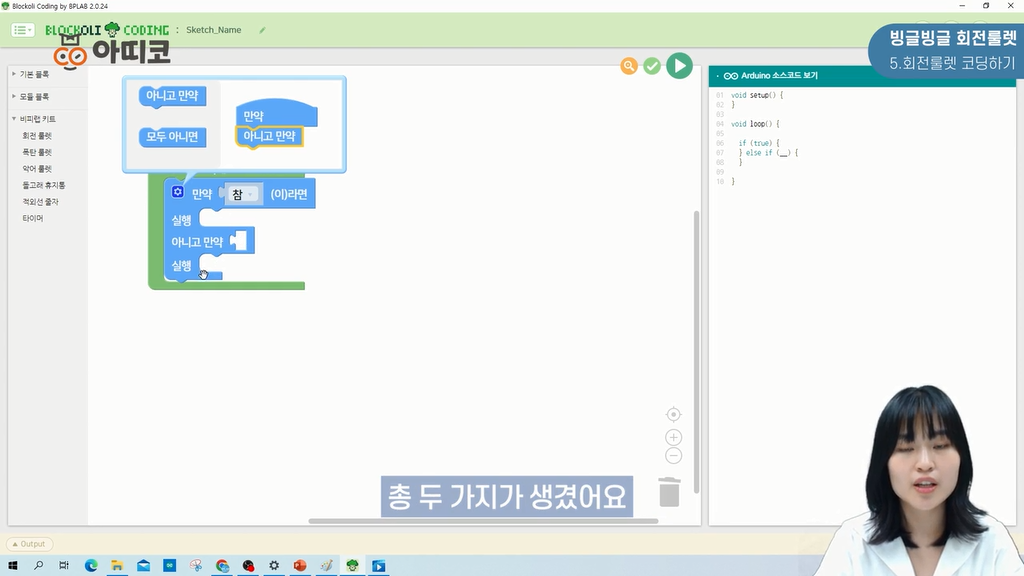 Blockoli Coding by BPLAB 2.0.24
BLOCKOLI CODING : Sketch_Name
아띠코
빙글빙글 회전룰렛
5.회전룰렛 코딩하기
기본 블록
모듈 블록
비피랩 키트
회전 룰렛
폭탄 룰렛
악어 룰렛
돌고래 휴지통
적외선 줄자
타이머
아니고 만약
모두 아니면
만약
아니고 만약
만약 참 (이)라면
실행
아니고 만약
실행
Arduino 소스코드 보기
01 void setup() {
02 }
03
04 void loop() {
05
06 if (true) {
07 } else if (__) {
08 }
09
10 }
총 두 가지가 생겼어요
Output